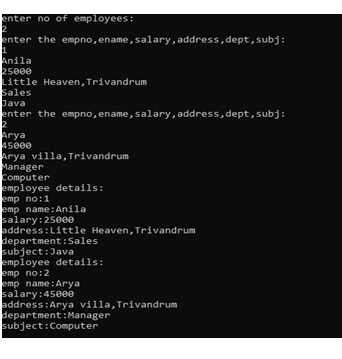 enter no of employees:
2
enter the empno,ename,salary,address,dept,subj:
1
Anila
25000
Little Heaven,Trivandrum
Sales
Java
enter the empno,ename,salary,address,dept,subj:
2
Arya
45000
Arya villa,Trivandrum
Manager
Computer
employee details:
emp no:1
emp name:Anila
salary:25000
address:Little Heaven,Trivandrum
department:Sales
subject:Java
employee details:
emp no:2
emp name:Arya
salary:45000
address:Arya villa,Trivandrum
department:Manager
subject:Computer